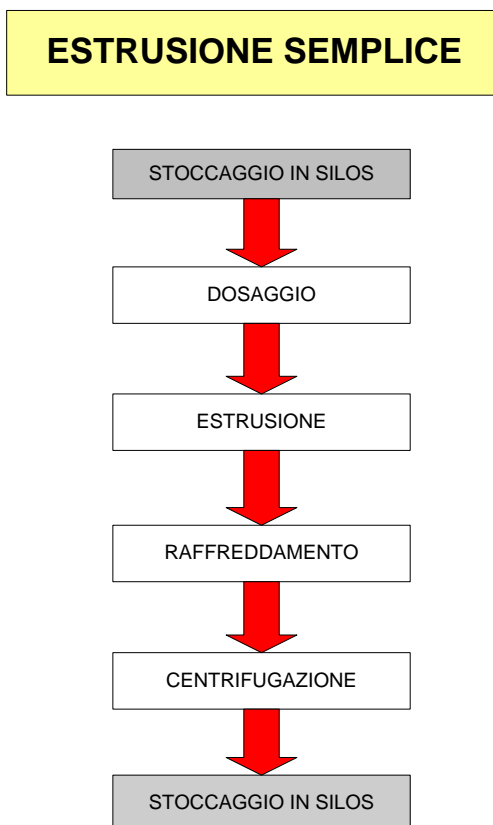 ESTRUSIONE SEMPLICE
STOCCAGGIO IN SILOS
DOSAGGIO
ESTRUSIONE
RAFFREDDAMENTO
CENTRIFUGAZIONE
STOCCAGGIO IN SILOS